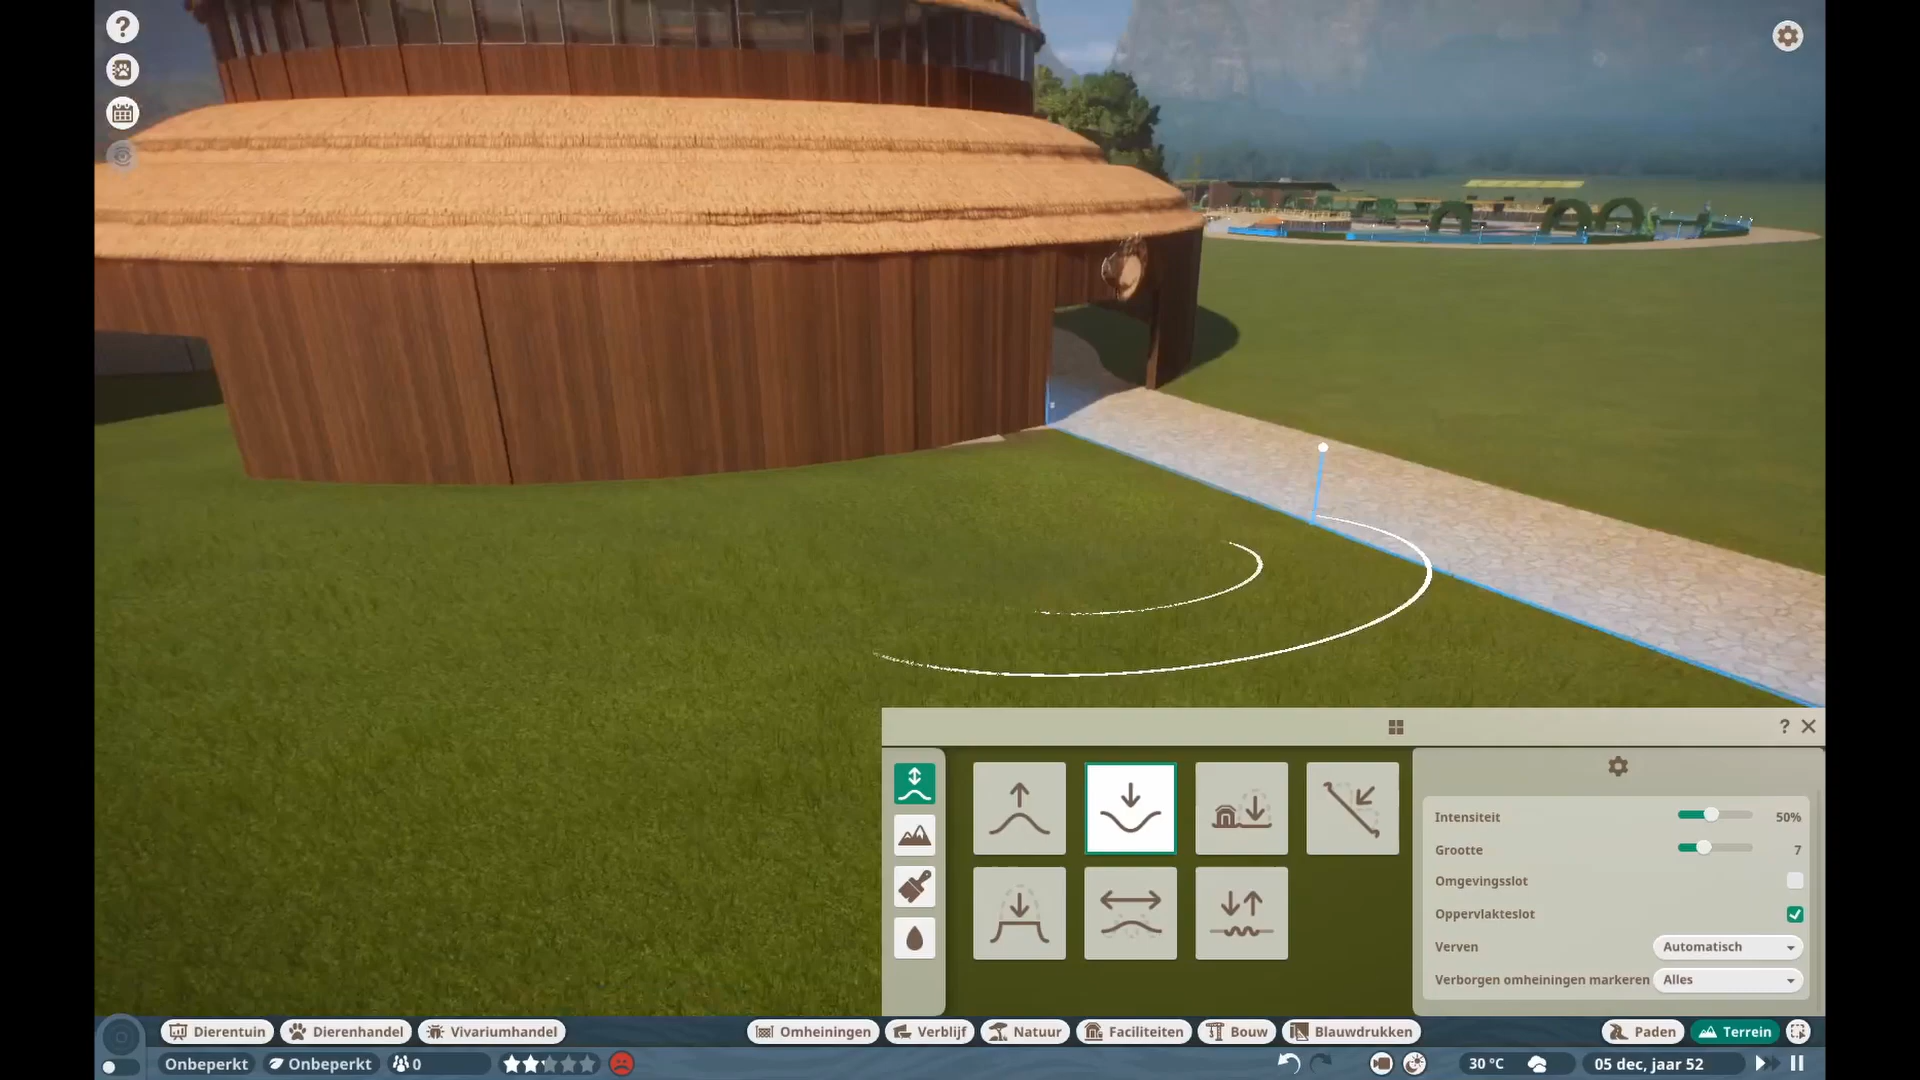 ?
?
Intensiteit 50%
Grootte 7
Omgevingsslot
Oppervlakteslot
Verven Automatisch
Verborgen omheiningen markeren Alles
Dierentuin Dierenhandel Vivariumhandel Omheiningen Verblijf Natuur Faciliteiten Bouw Blauwdrukken Paden Terrein
Onbeperkt Onbeperkt 0 30 °C 05 dec, jaar 52